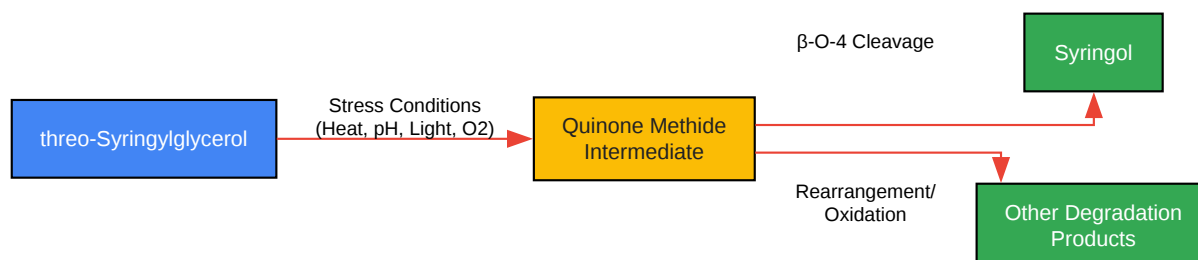 threo-Syringylglycerol
Stress Conditions
(Heat, pH, Light, O2)
Quinone Methide
Intermediate
β-O-4 Cleavage
Syringol
Rearrangement/
Oxidation
Other Degradation
Products